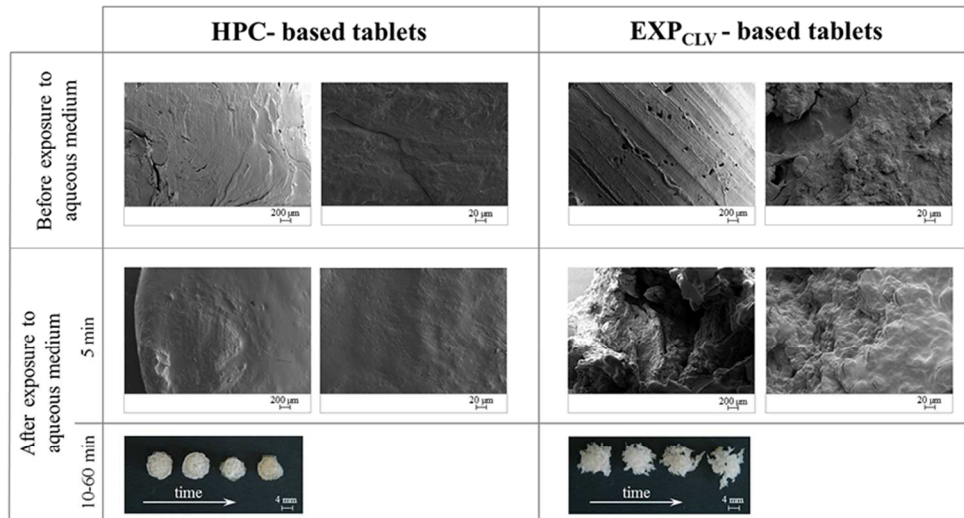 HPC- based tablets
EXPCLV - based tablets
Before exposure to
aqueous medium
200 µm
20 µm
200 µm
20 µm
After exposure to
aqueous medium
5 min
200 µm
20 µm
200 µm
20 µm
10-60 min
time
4 mm
time
4 mm